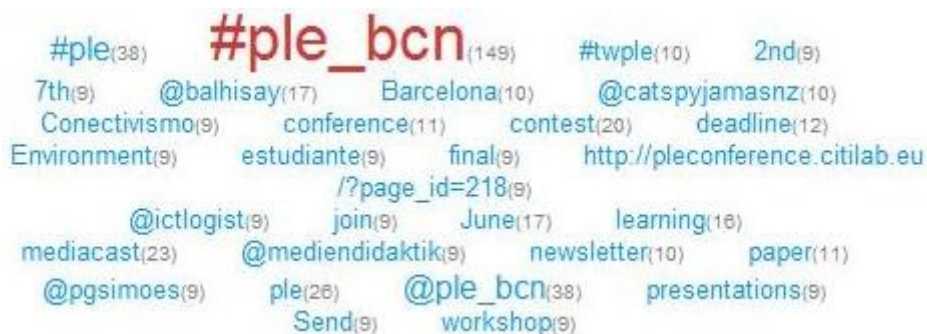 #ple(38) #ple_bcn(149) #twple(10) 2nd(9)
7th(9) @balhisay(17) Barcelona(10) @catspyjamasnz(10)
Conectivismo(9) conference(11) contest(20) deadline(12)
Environment(9) estudiante(9) final(9) http://pleconference.citilab.eu
/?page_id=218(9)
@ictlogist(9) join(9) June(17) learning(16)
mediacast(23) @mediendidaktik(9) newsletter(10) paper(11)
@pgsimoes(9) ple(26) @ple_bcn(38) presentations(9)
Send(9) workshop(9)